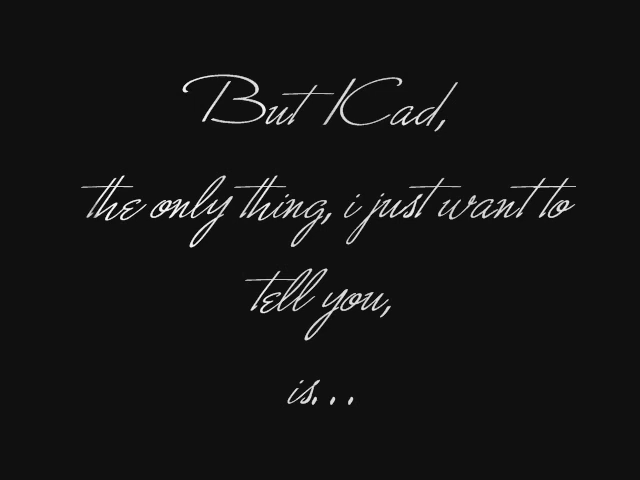 But Kad,
the only thing, i just want to
tell you,
is...